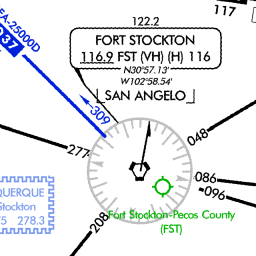 122.2
117
FA-25000D
037
FORT STOCKTON
116.9 FST (VH) (H) 116
N30°57.13'
W102°58.54'
SAN ANGELO
309
048
277
086
096
208
QUERQUE
Stockton
5 278.3
Fort Stockton-Pecos County
(FST)